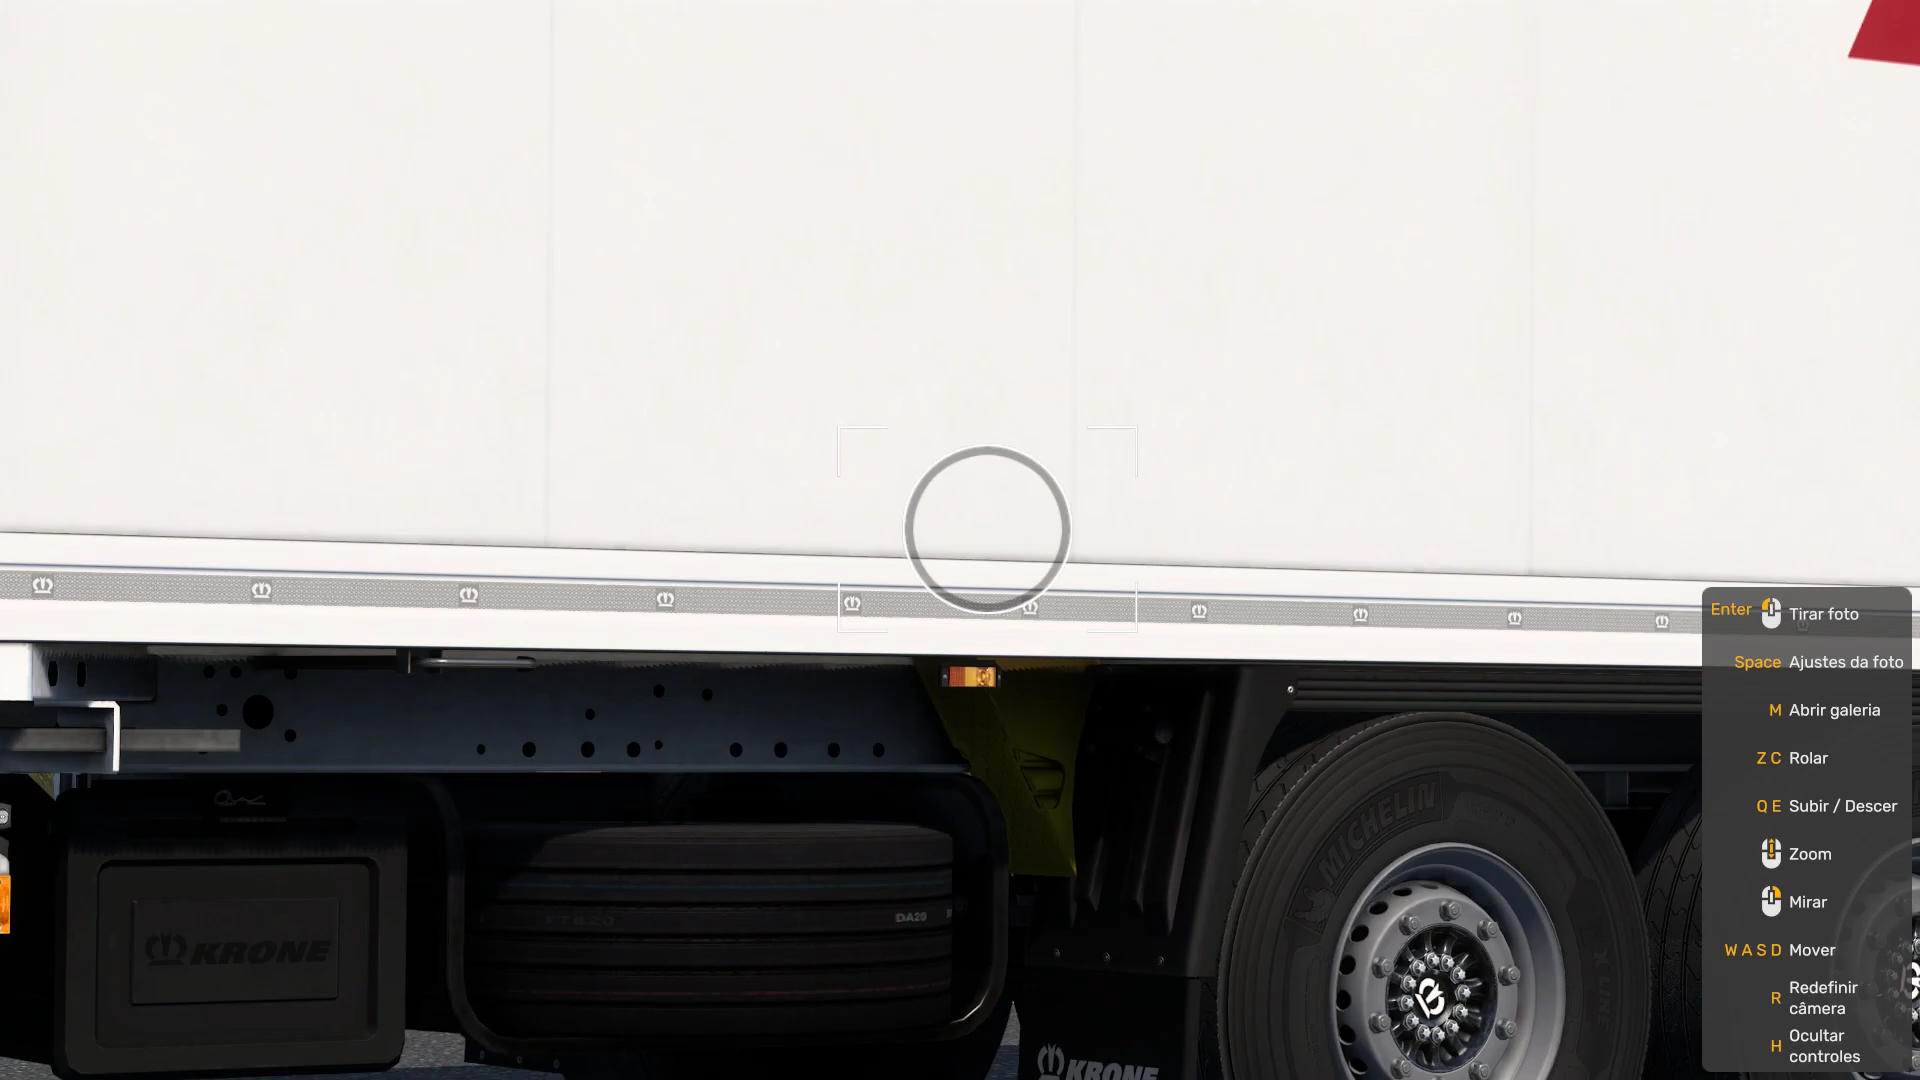 Enter Tirar foto
Space Ajustes da foto
M Abrir galeria
Z C Rolar
Q E Subir / Descer
Zoom
Mirar
W A S D Mover
R Redefinir
câmera
H Ocultar
controles
MICHELIN
DA20
KRONE
KRONE